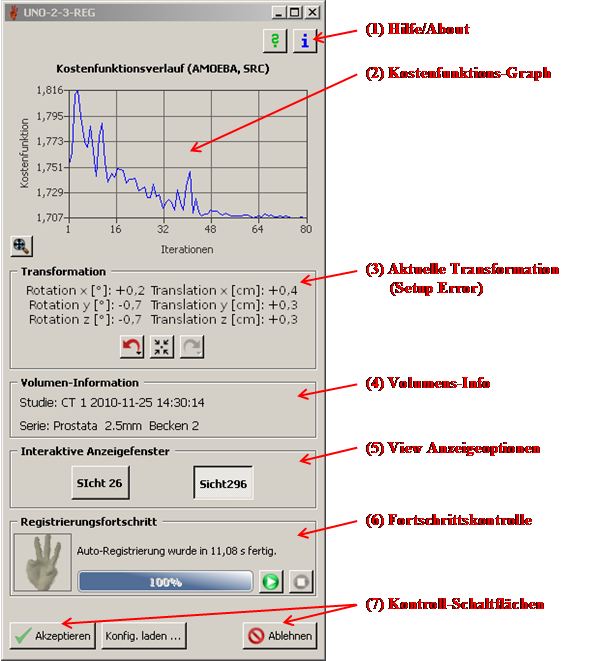 UNO-2-3-REG
? i
(1) Hilfe/About
Kostenfunktionsverlauf (AMOEBA, SRC)
(2) Kostenfunktions-Graph
Kostenfunktion
1,816
1,795
1,773
1,751
1,729
1,707
1 16 32 48 64 80
Iterationen
Transformation
(3) Aktuelle Transformation
(Setup Error)
Rotation x [°]: +0,2 Translation x [cm]: +0,4
Rotation y [°]: -0,7 Translation y [cm]: +0,3
Rotation z [°]: -0,7 Translation z [cm]: +0,3
Volumen-Information
(4) Volumens-Info
Studie: CT 1 2010-11-25 14:30:14
Serie: Prostata 2.5mm Becken 2
Interaktive Anzeigefenster
(5) View Anzeigeoptionen
SIcht 26
Sicht296
Registrierungsfortschritt
(6) Fortschrittskontrolle
Auto-Registrierung wurde in 11,08 s fertig.
100%
(7) Kontroll-Schaltflächen
Akzeptieren
Konfig. laden ...
Ablehnen